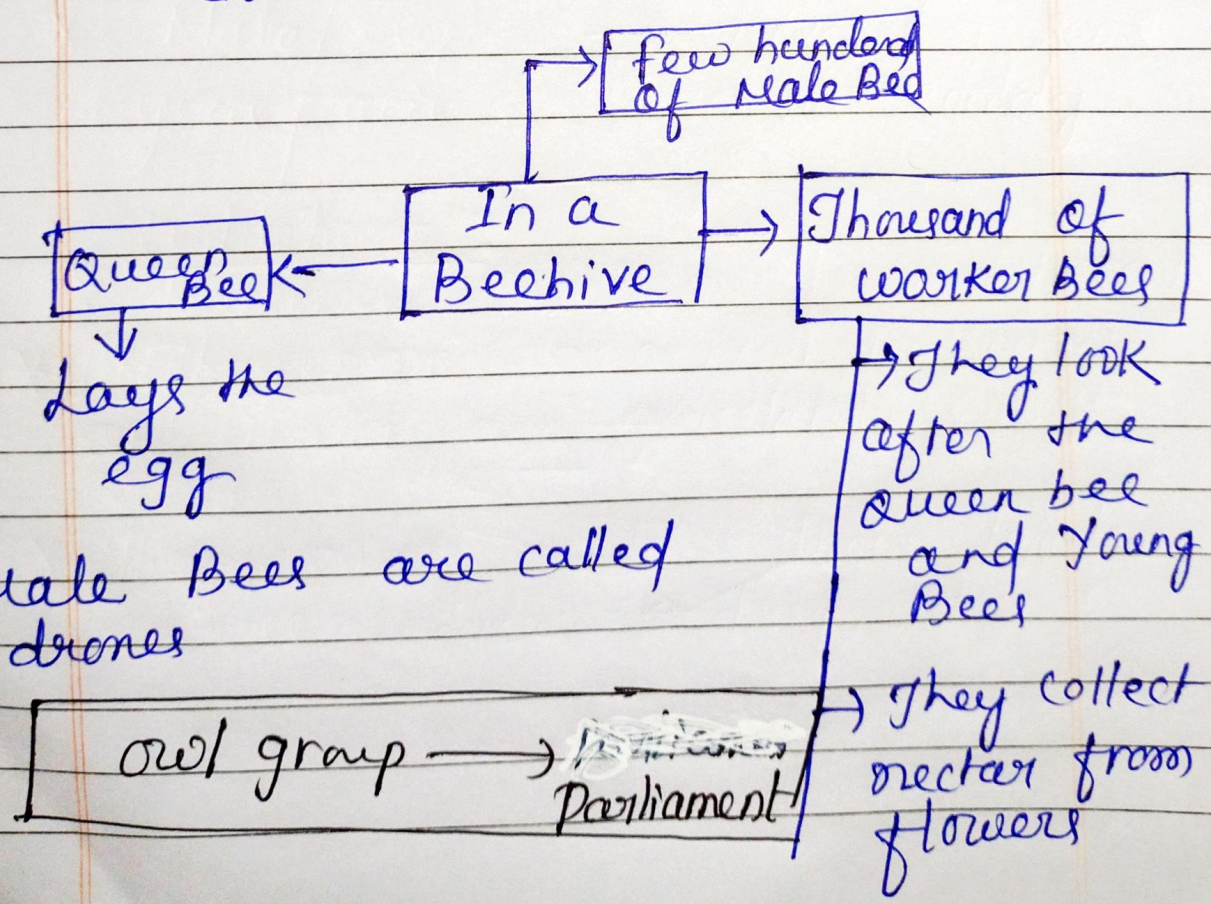 few hunderd
of Male Bee
In a
Beehive
Queen
Bee
Thousand of
worker Bees
Lays the
egg
They look
after the
queen bee
and Young
Bees
ale Bees are called
drones
They collect
nectar from
flowers
owl group
Parliament